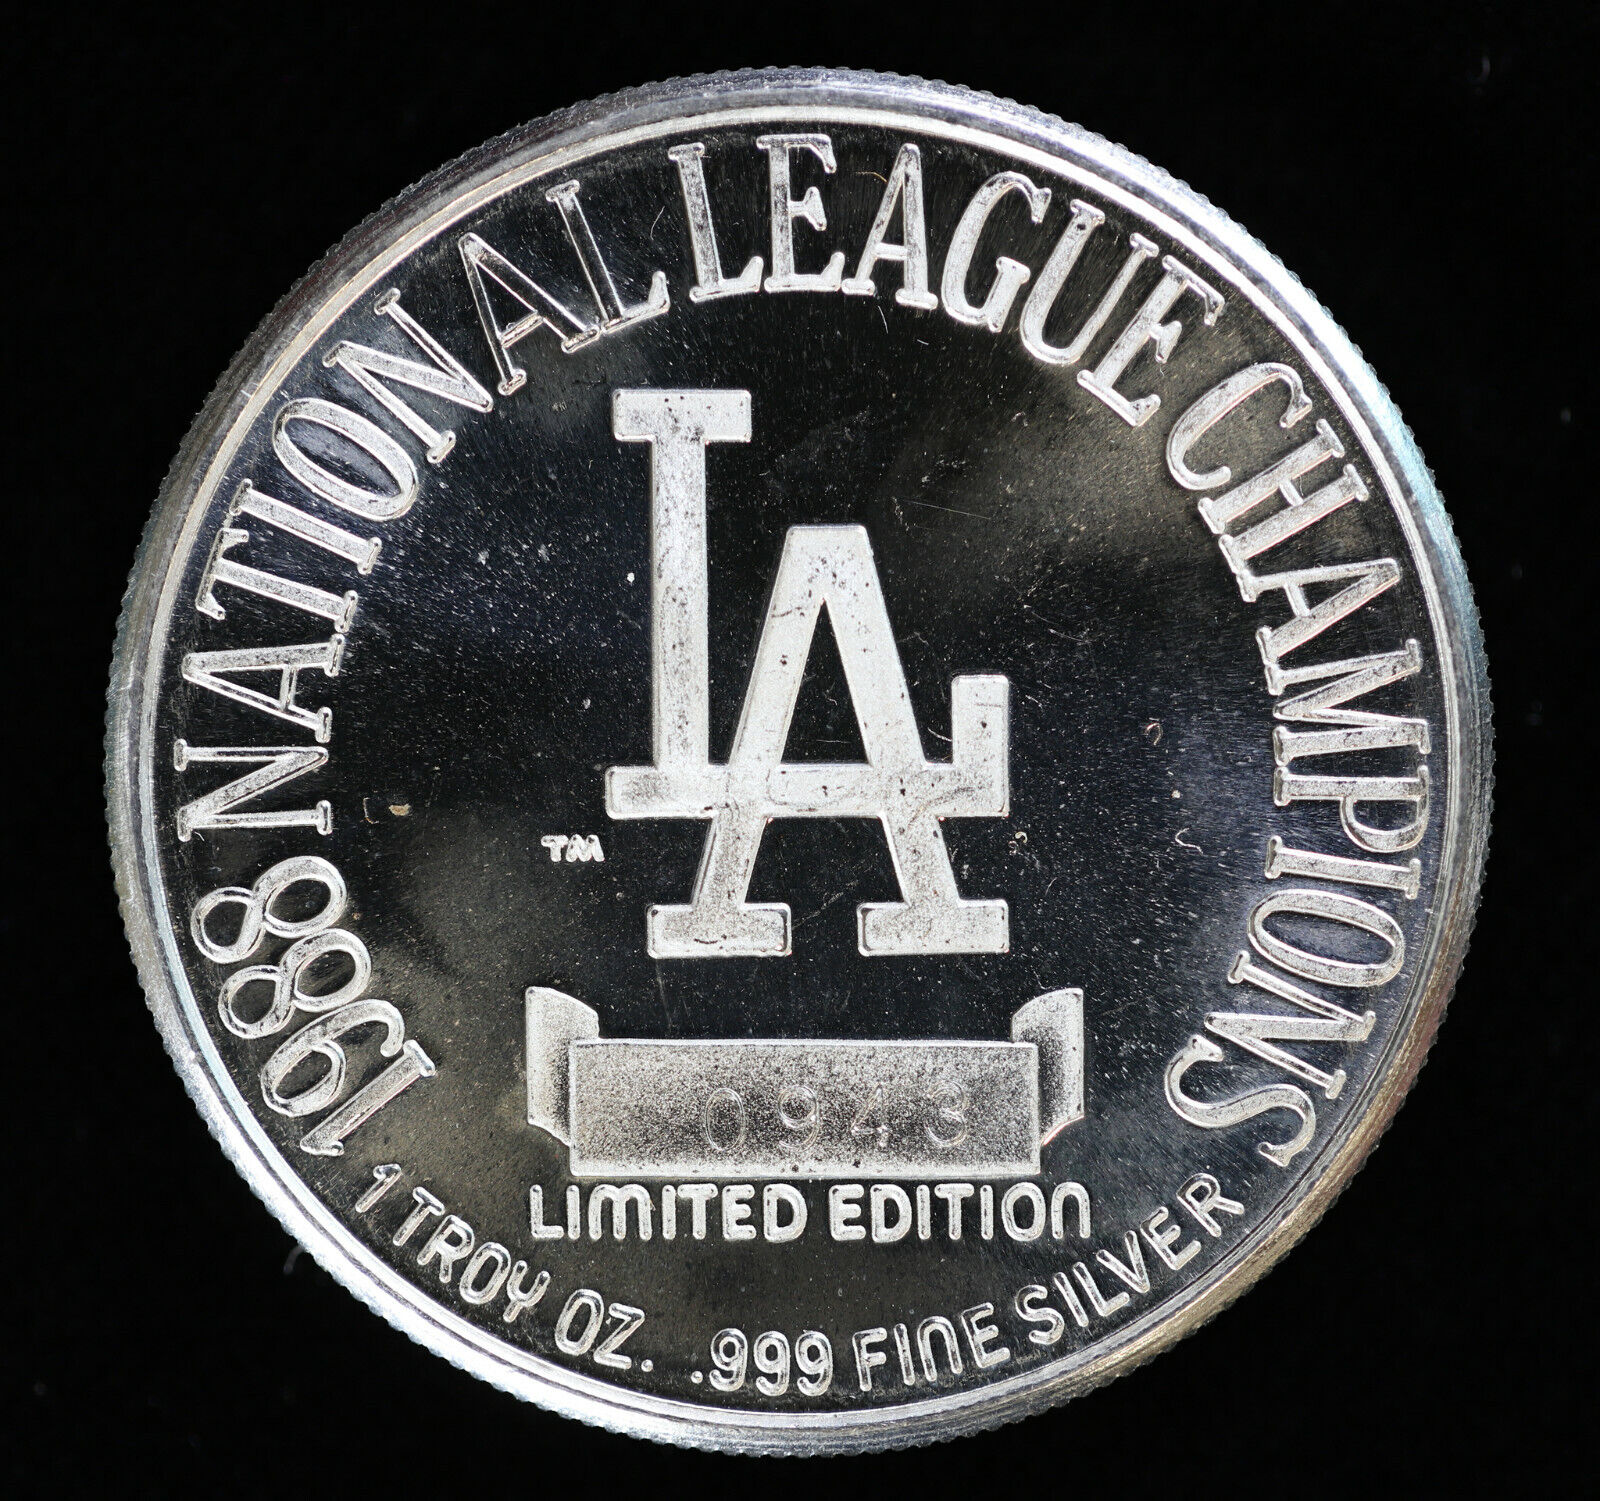 1988 NATIONAL LEAGUE CHAMPIONS
LA
TM
0943
LIMITED EDITION
1 TROY OZ. .999 FINE SILVER